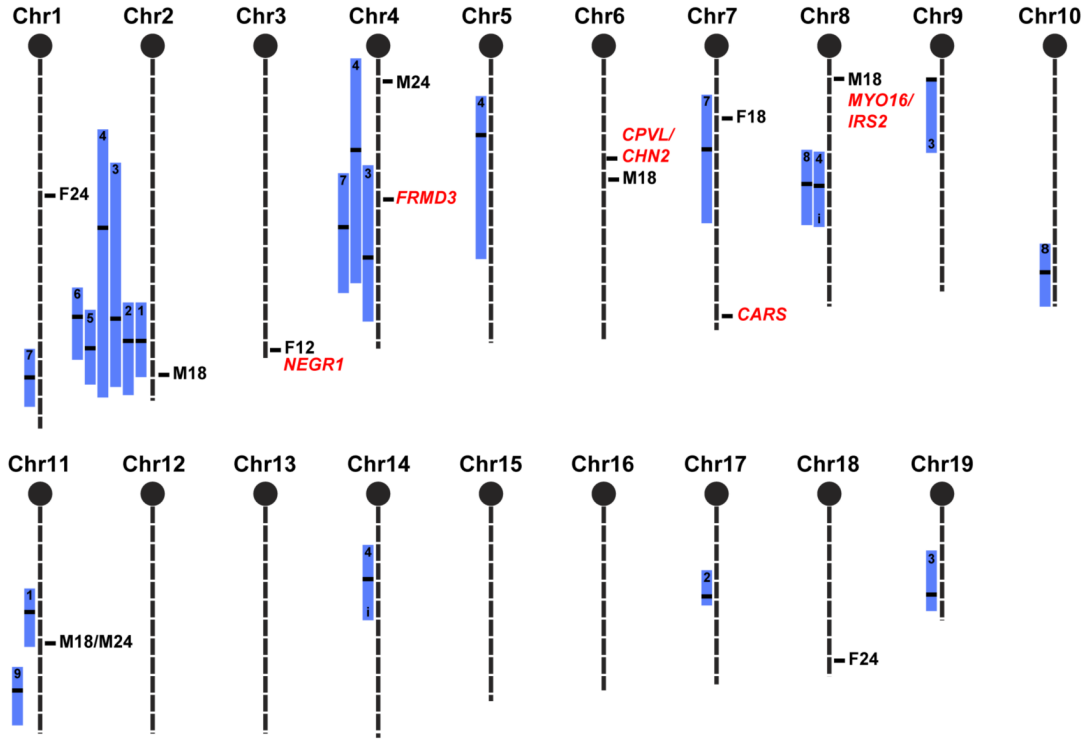 Chr1 Chr2 Chr3 Chr4 Chr5 Chr6 Chr7 Chr8 Chr9 Chr10
4
M24
M18
MYO16/
IRS2
7
4
F18
3
4
3
CPVL/
CHN2
M18
8 4
i
F24
7
3
FRMD3
6
5
2 1
8
CARS
7
F12
NEGR1
M18
Chr11 Chr12 Chr13 Chr14 Chr15 Chr16 Chr17 Chr18 Chr19
4
i
3
2
1
M18/M24
9
F24